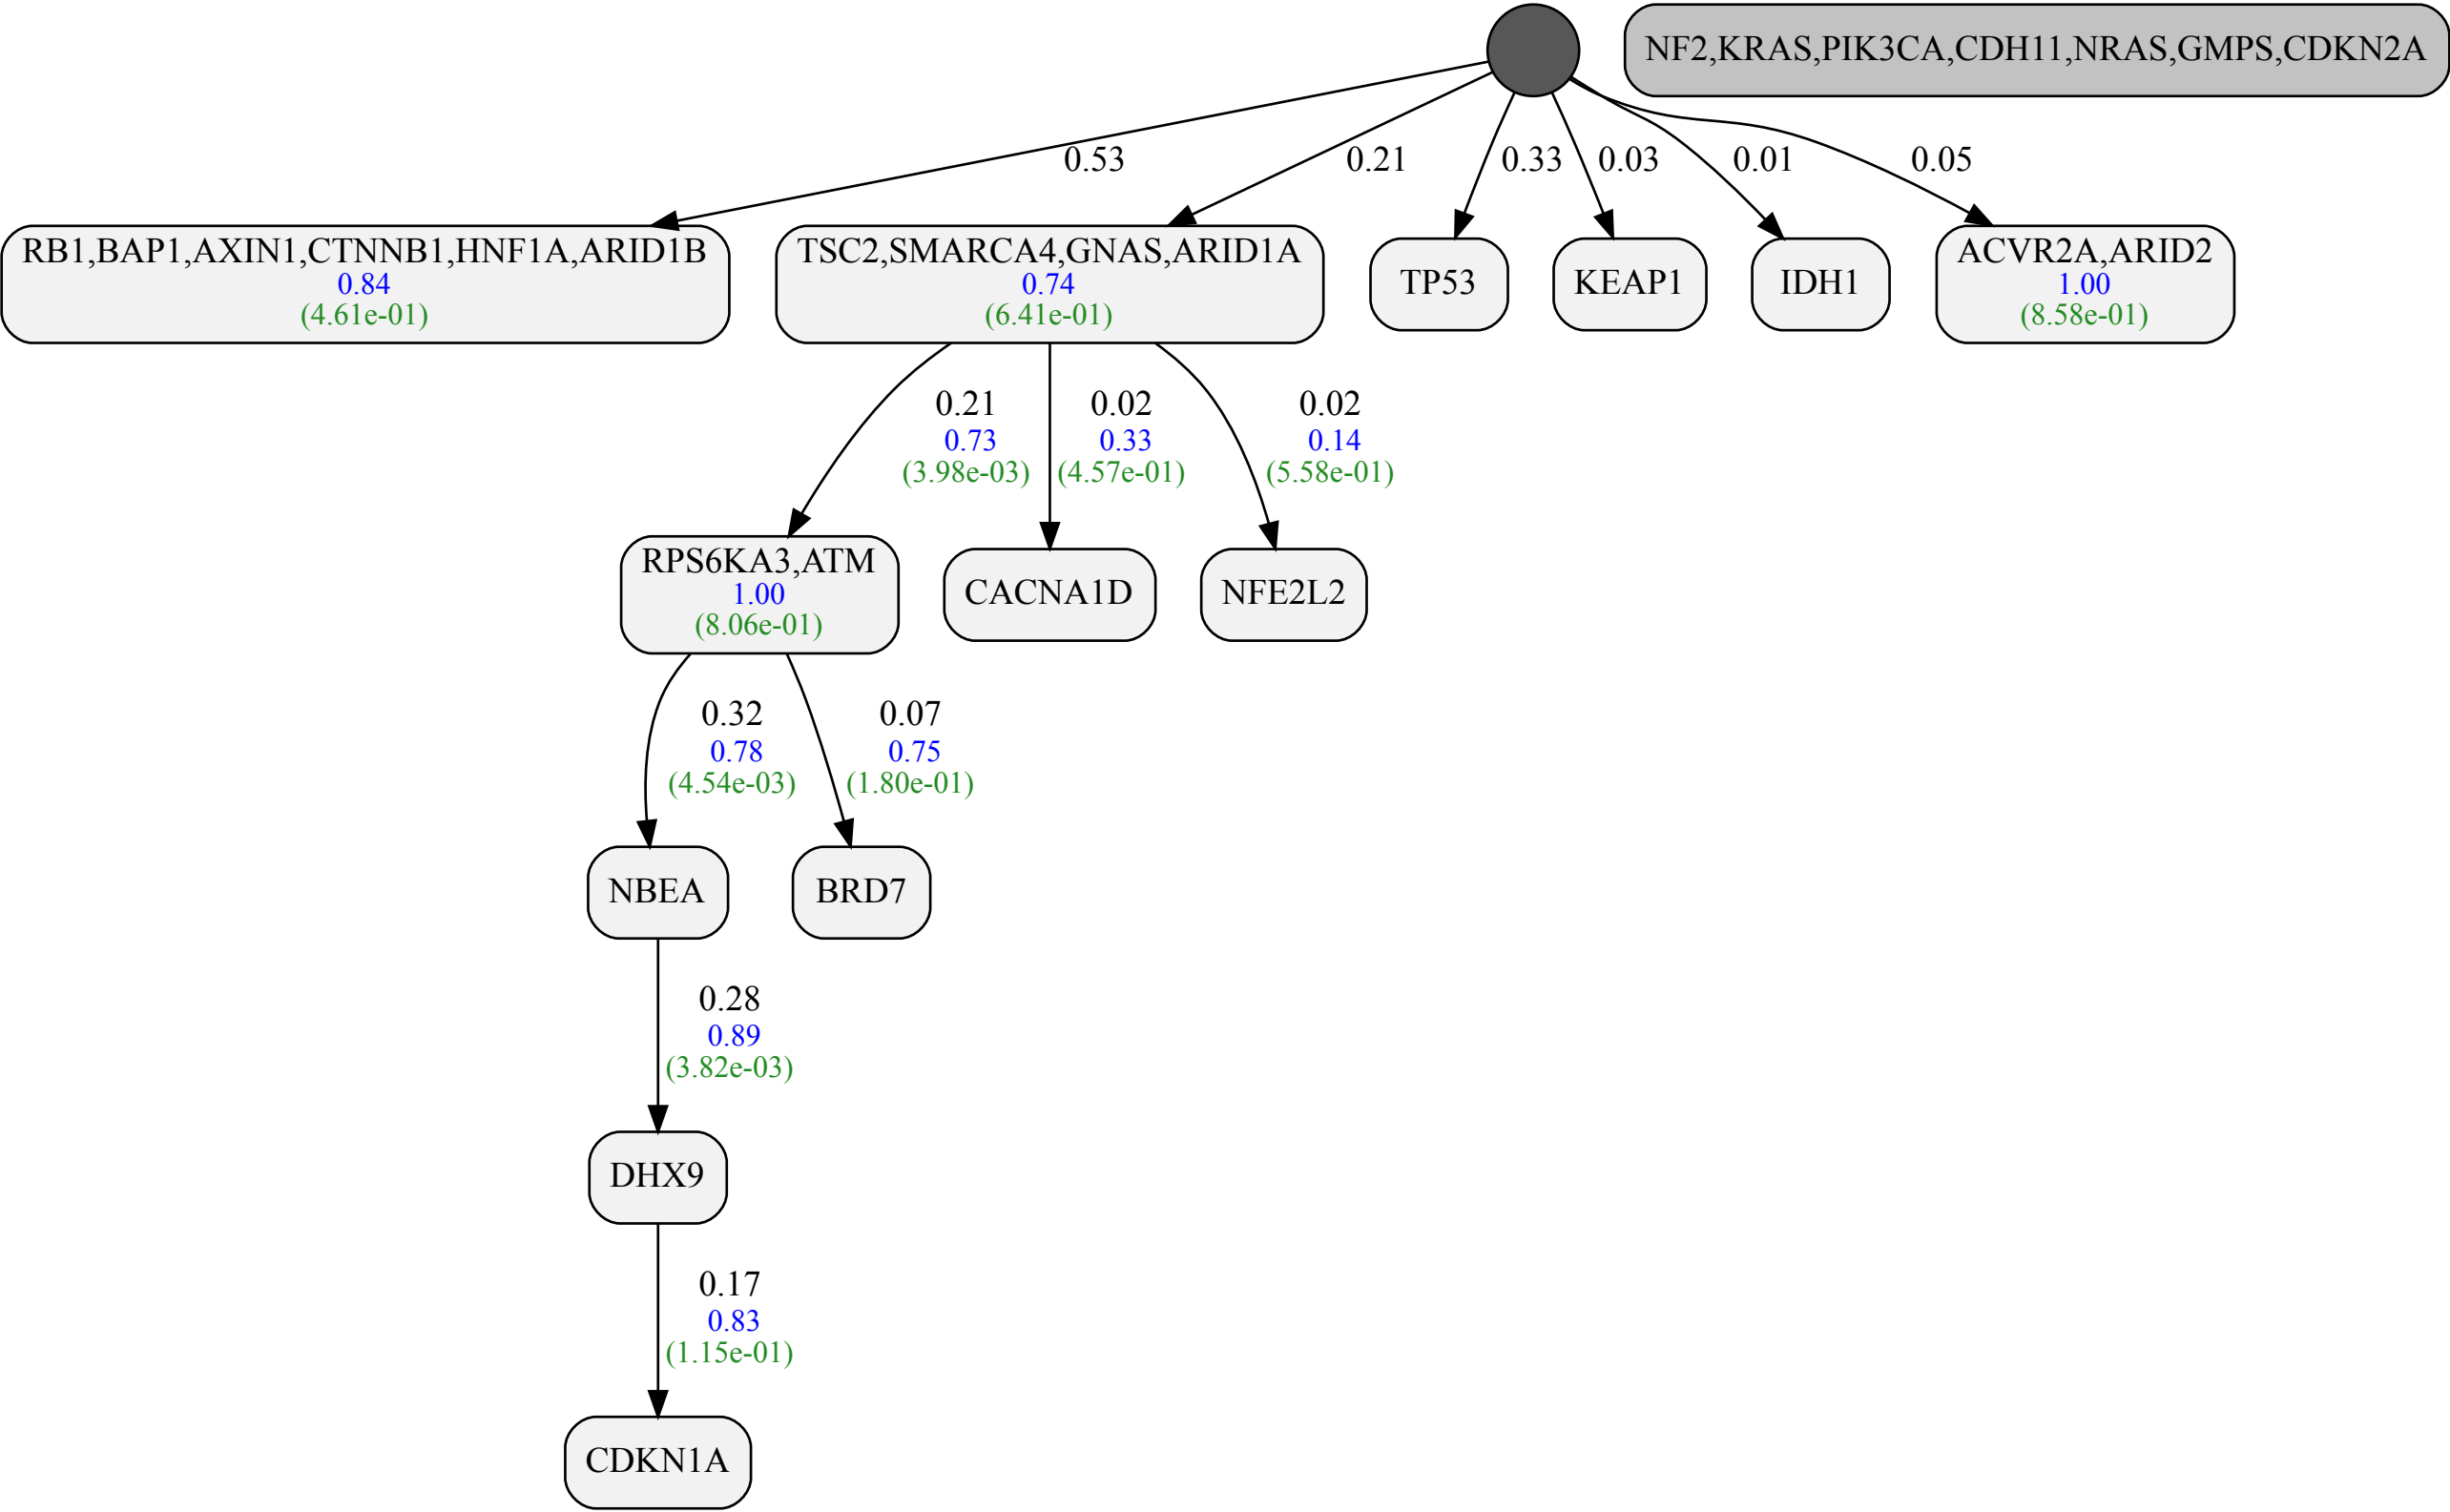 NF2,KRAS,PIK3CA,CDH11,NRAS,GMPS,CDKN2A
0.53
0.21
0.33
0.03
0.01
0.05
RB1,BAP1,AXIN1,CTNNB1,HNF1A,ARID1B
0.84
(4.61e-01)
TSC2,SMARCA4,GNAS,ARID1A
0.74
(6.41e-01)
TP53
KEAP1
IDH1
ACVR2A,ARID2
1.00
(8.58e-01)
0.21
0.73
(3.98e-03)
0.02
0.33
(4.57e-01)
0.02
0.14
(5.58e-01)
RPS6KA3,ATM
1.00
(8.06e-01)
CACNA1D
NFE2L2
0.32
0.78
(4.54e-03)
0.07
0.75
(1.80e-01)
NBEA
BRD7
0.28
0.89
(3.82e-03)
DHX9
0.17
0.83
(1.15e-01)
CDKN1A